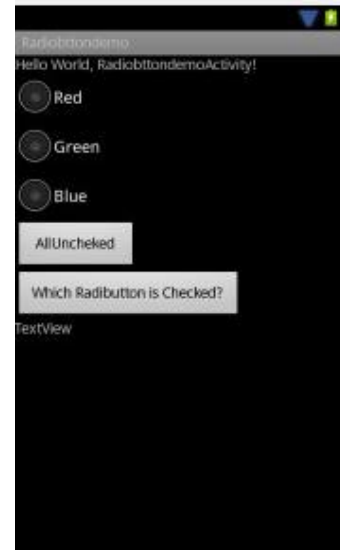 Radiobttondemo
Hello World, RadiobttondemoActivity!
Red
Green
Blue
AllUncheked
Which Radibutton is Checked?
TextView